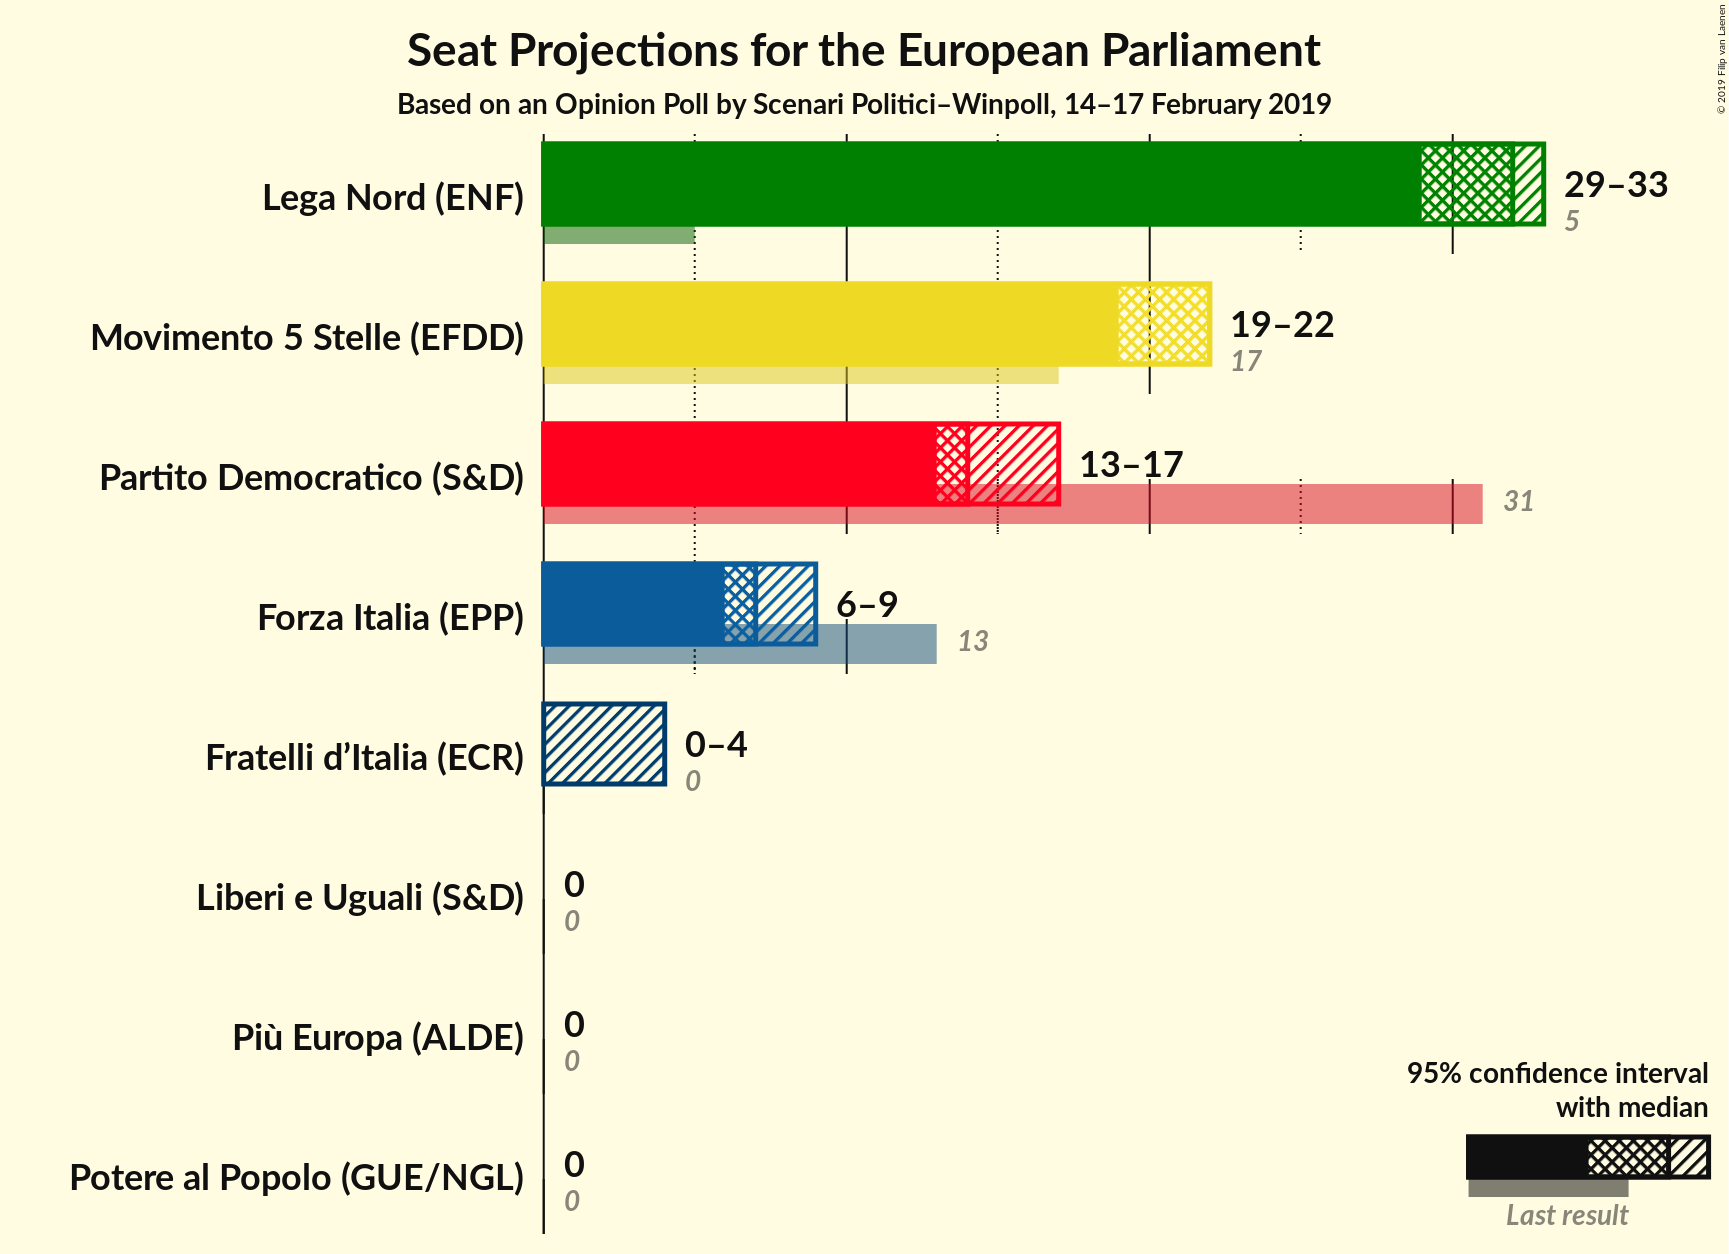 Seat Projections for the European Parliament
Based on an Opinion Poll by Scenari Politici–Winpoll, 14–17 February 2019
© 2019 Filip van Laenen
Lega Nord (ENF)
29–33
5
Movimento 5 Stelle (EFDD)
19–22
17
Partito Democratico (S&D)
13–17
31
Forza Italia (EPP)
6–9
13
Fratelli d’Italia (ECR)
0–4
0
Liberi e Uguali (S&D)
0
0
Più Europa (ALDE)
0
0
Potere al Popolo (GUE/NGL)
0
0
95% confidence interval
with median
Last result